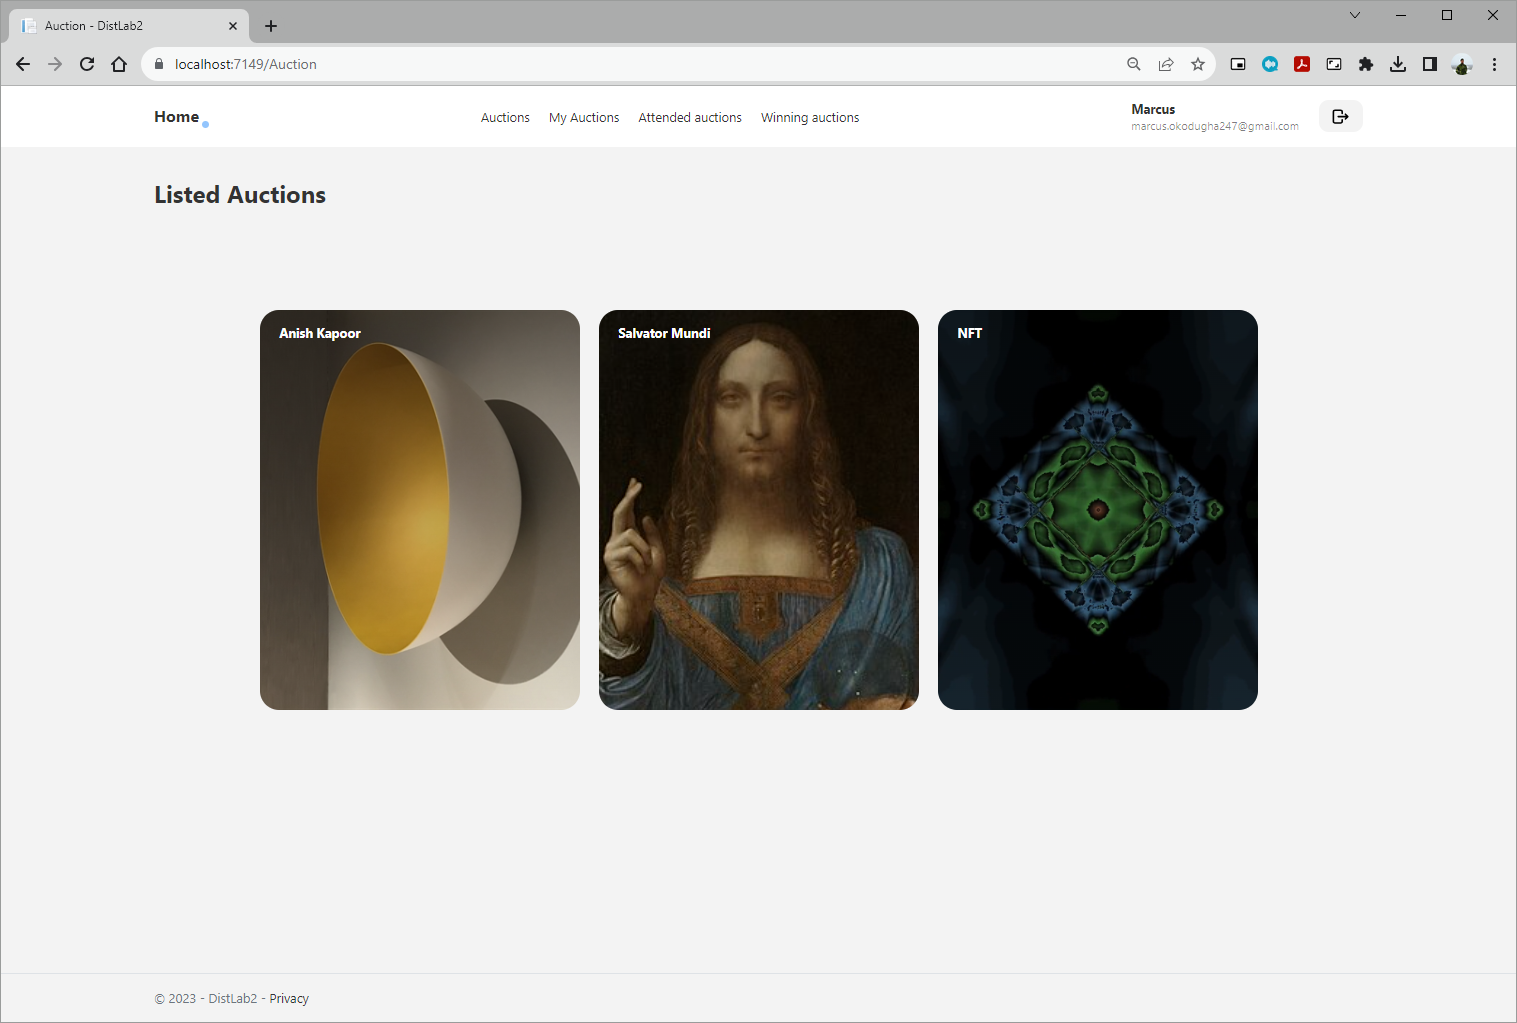 Auction - DistLab2
localhost:7149/Auction
Home
Auctions My Auctions Attended auctions Winning auctions
Marcus
marcus.okodugha247@gmail.com
Listed Auctions
Anish Kapoor
Salvator Mundi
NFT
© 2023 - DistLab2 - Privacy